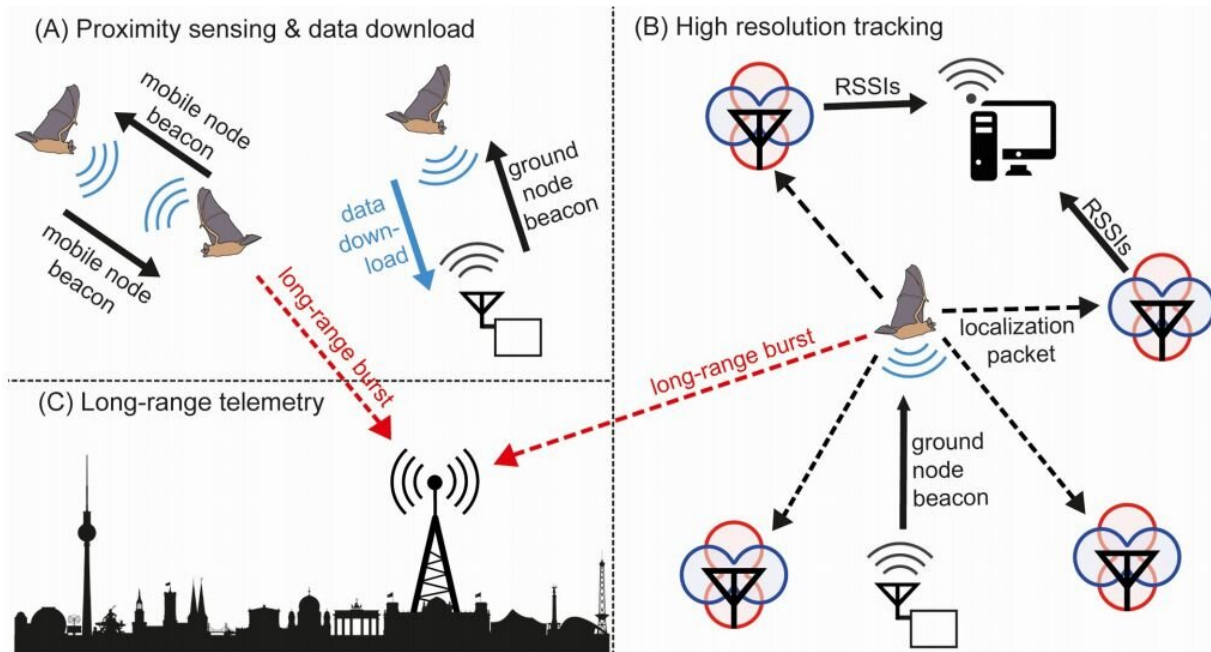 (A) Proximity sensing & data download
mobile node
beacon
mobile node
beacon
data
down-
load
ground
node
beacon
long-range burst
(B) High resolution tracking
RSSIs
RSSIs
localization
packet
long-range burst
ground
node
beacon
(C) Long-range telemetry